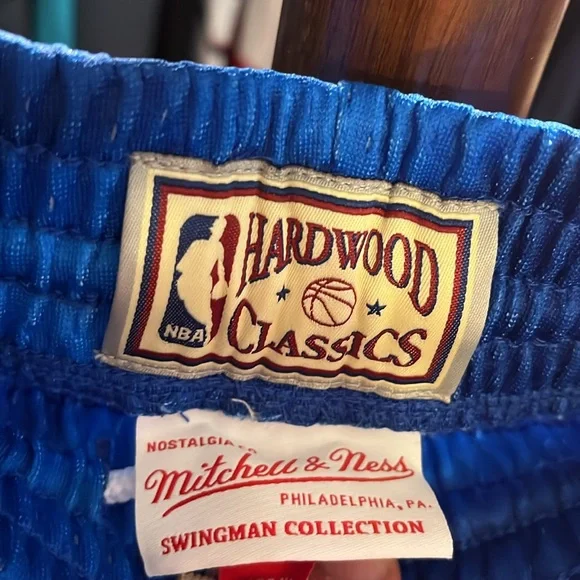 HARDWOOD
CLASSICS
NBA
NOSTALGIA
Mitchell & Ness
PHILADELPHIA, PA.
SWINGMAN COLLECTION